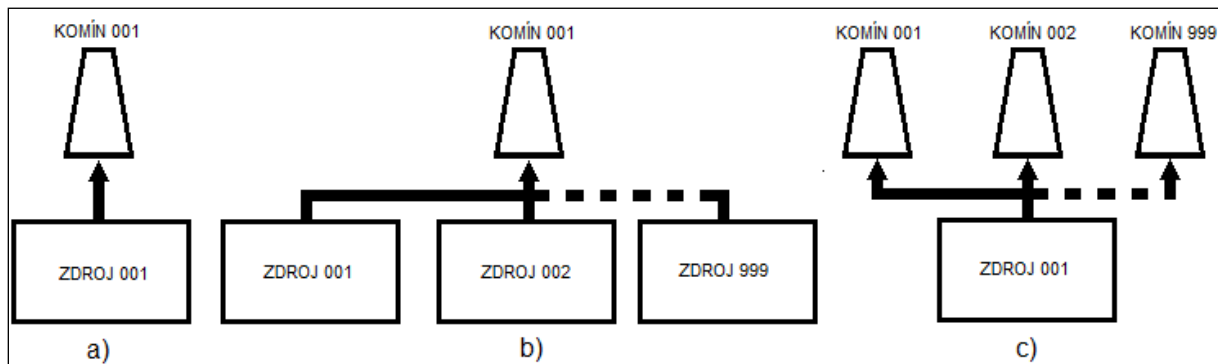 KOMÍN 001
KOMÍN 001
KOMÍN 001
KOMÍN 002
KOMÍN 999
ZDROJ 001
ZDROJ 001
ZDROJ 002
ZDROJ 999
ZDROJ 001
a)
b)
c)